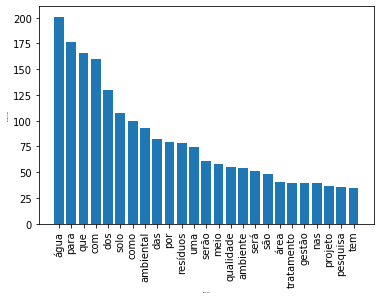 200
175
150
125
100
75
50
25
0
água
para
que
com
dos
solo
como
ambiental
das
por
resíduos
uma
serão
meio
qualidade
ambiente
será
são
área
tratamento
gestão
nas
projeto
pesquisa
tem